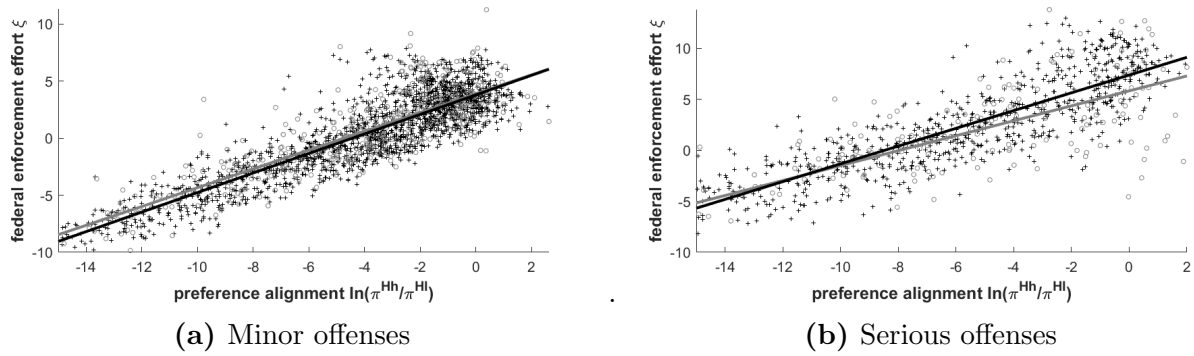 federal enforcement effort ξ
10
5
0
-5
-10
-14 -12 -10 -8 -6 -4 -2 0 2
preference alignment ln(π^Hh/π^Hl)
(a) Minor offenses
.
federal enforcement effort ξ
10
5
0
-5
-10
-14 -12 -10 -8 -6 -4 -2 0 2
preference alignment ln(π^Hh/π^Hl)
(b) Serious offenses